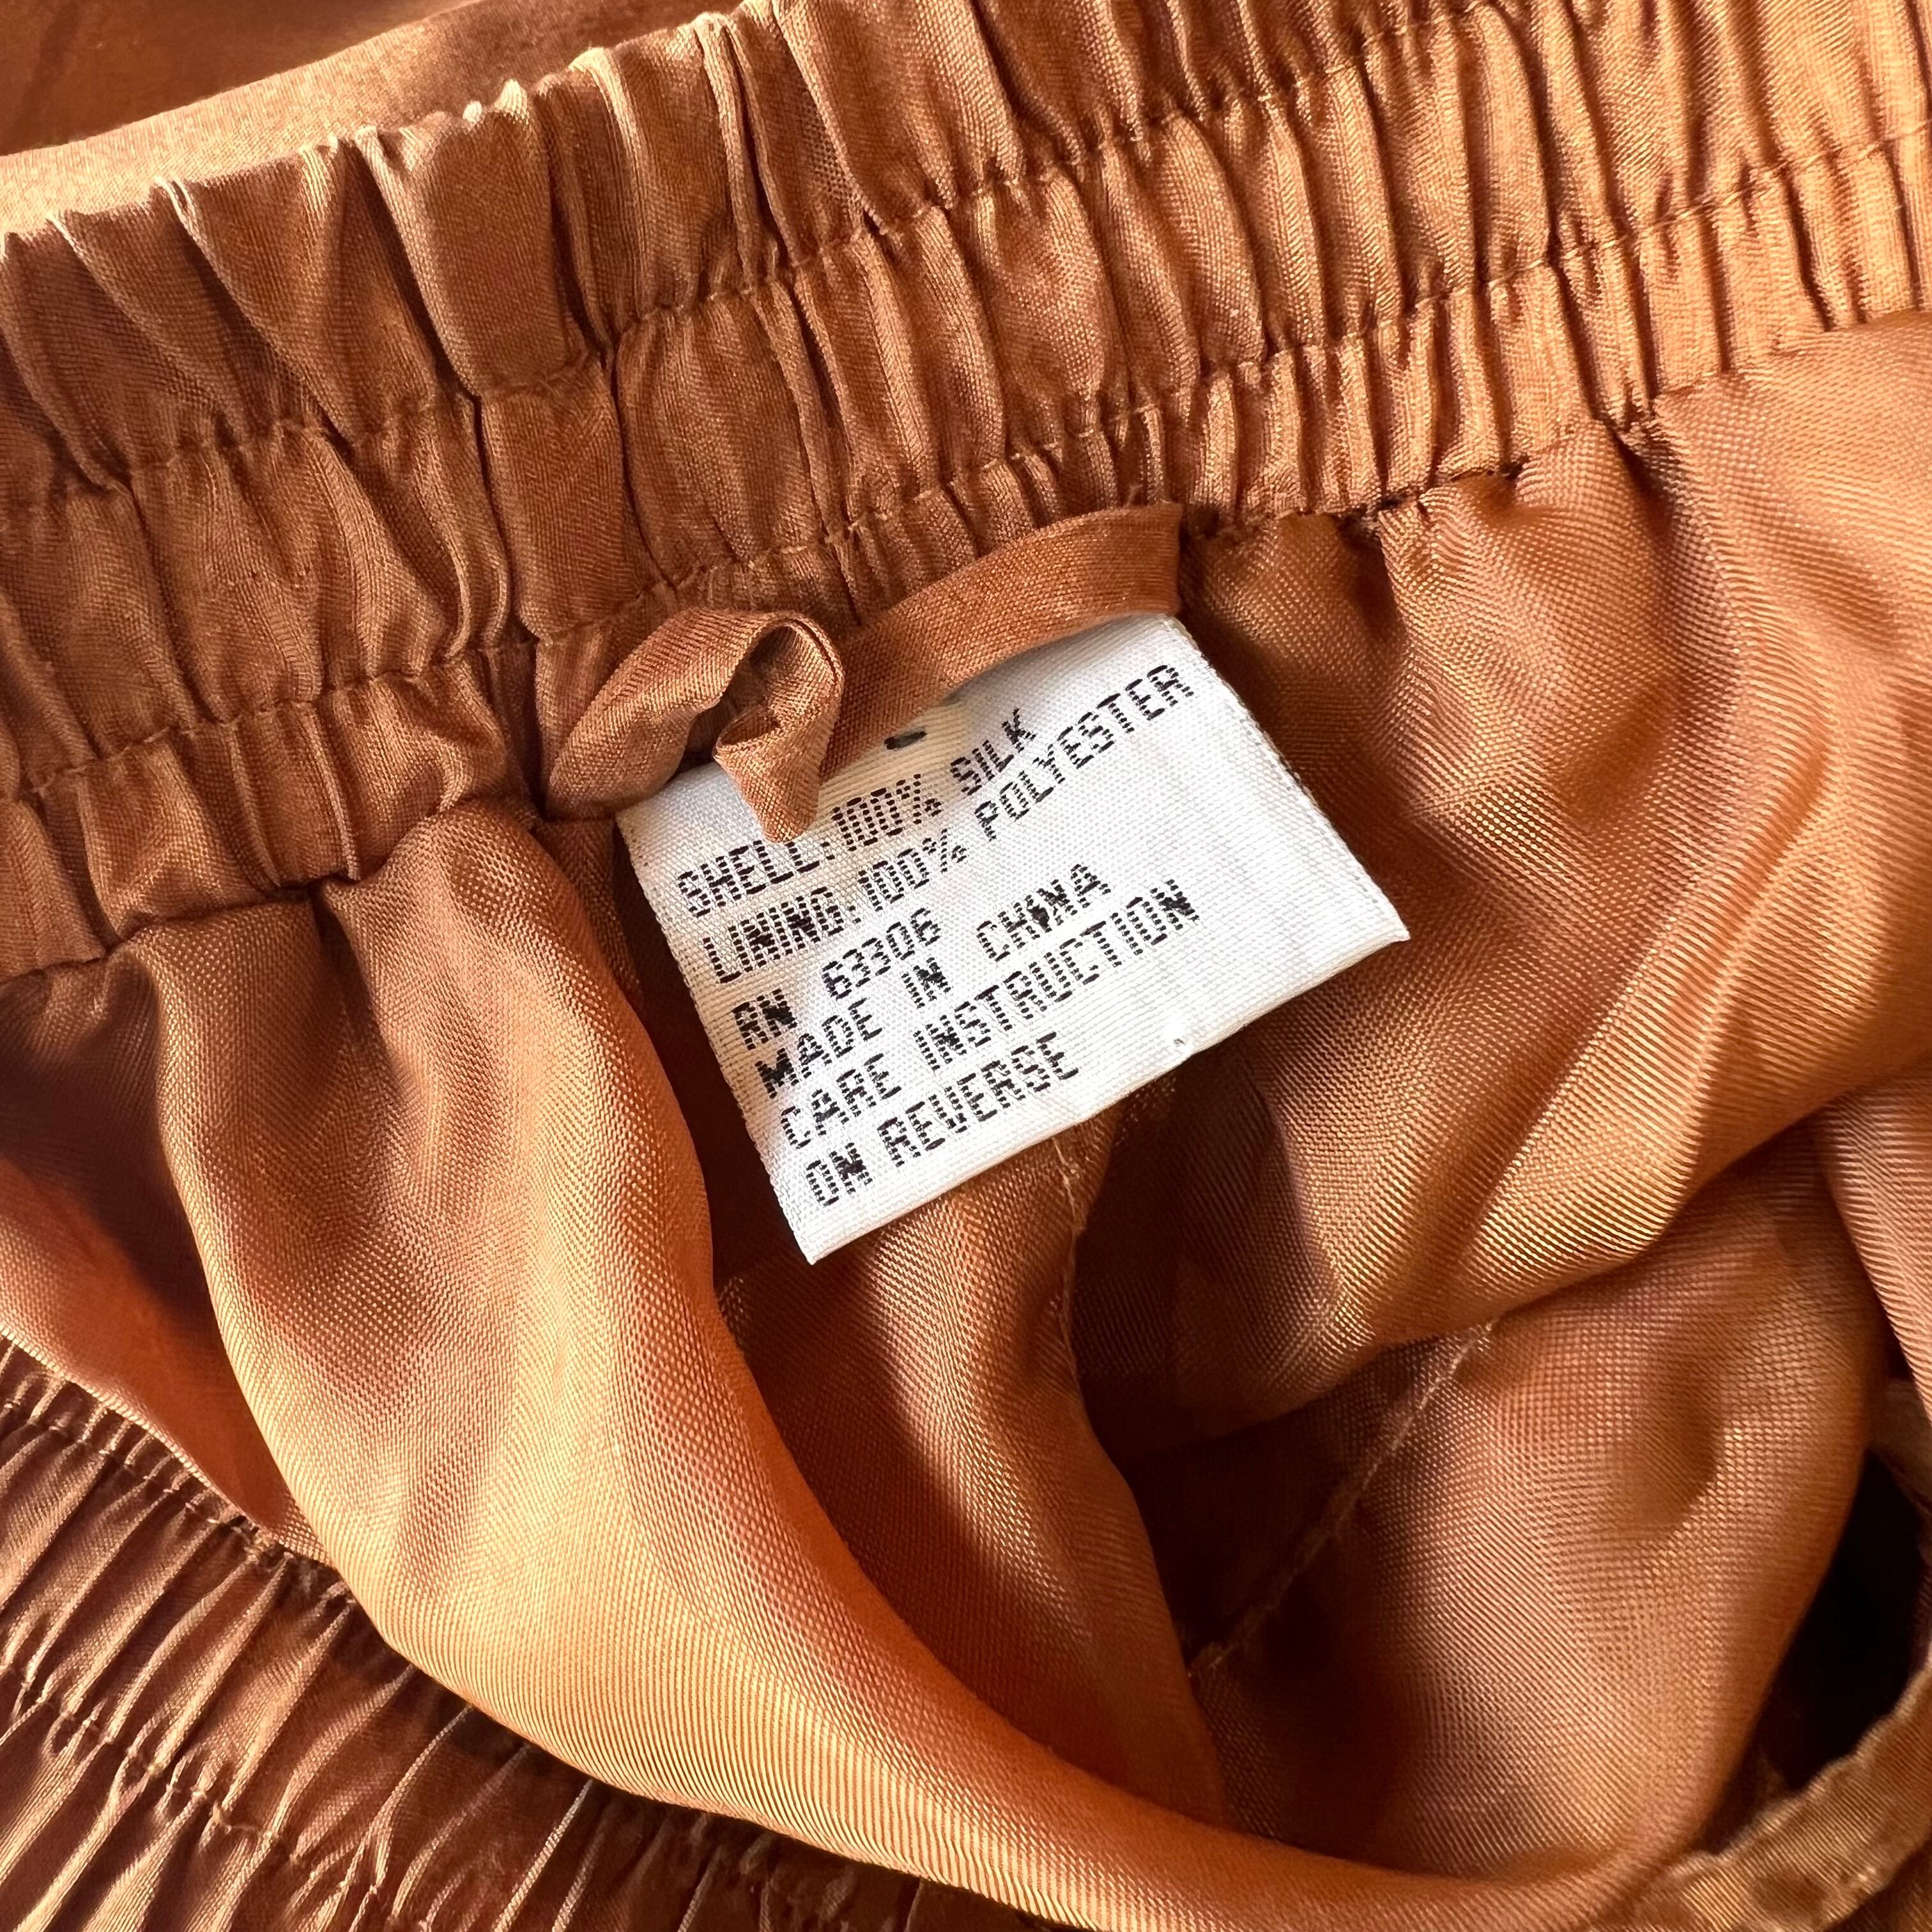 SHELL:100% SILK
LINING:100% POLYESTER
RN 63306
MADE IN CHINA
CARE INSTRUCTION
ON REVERSE